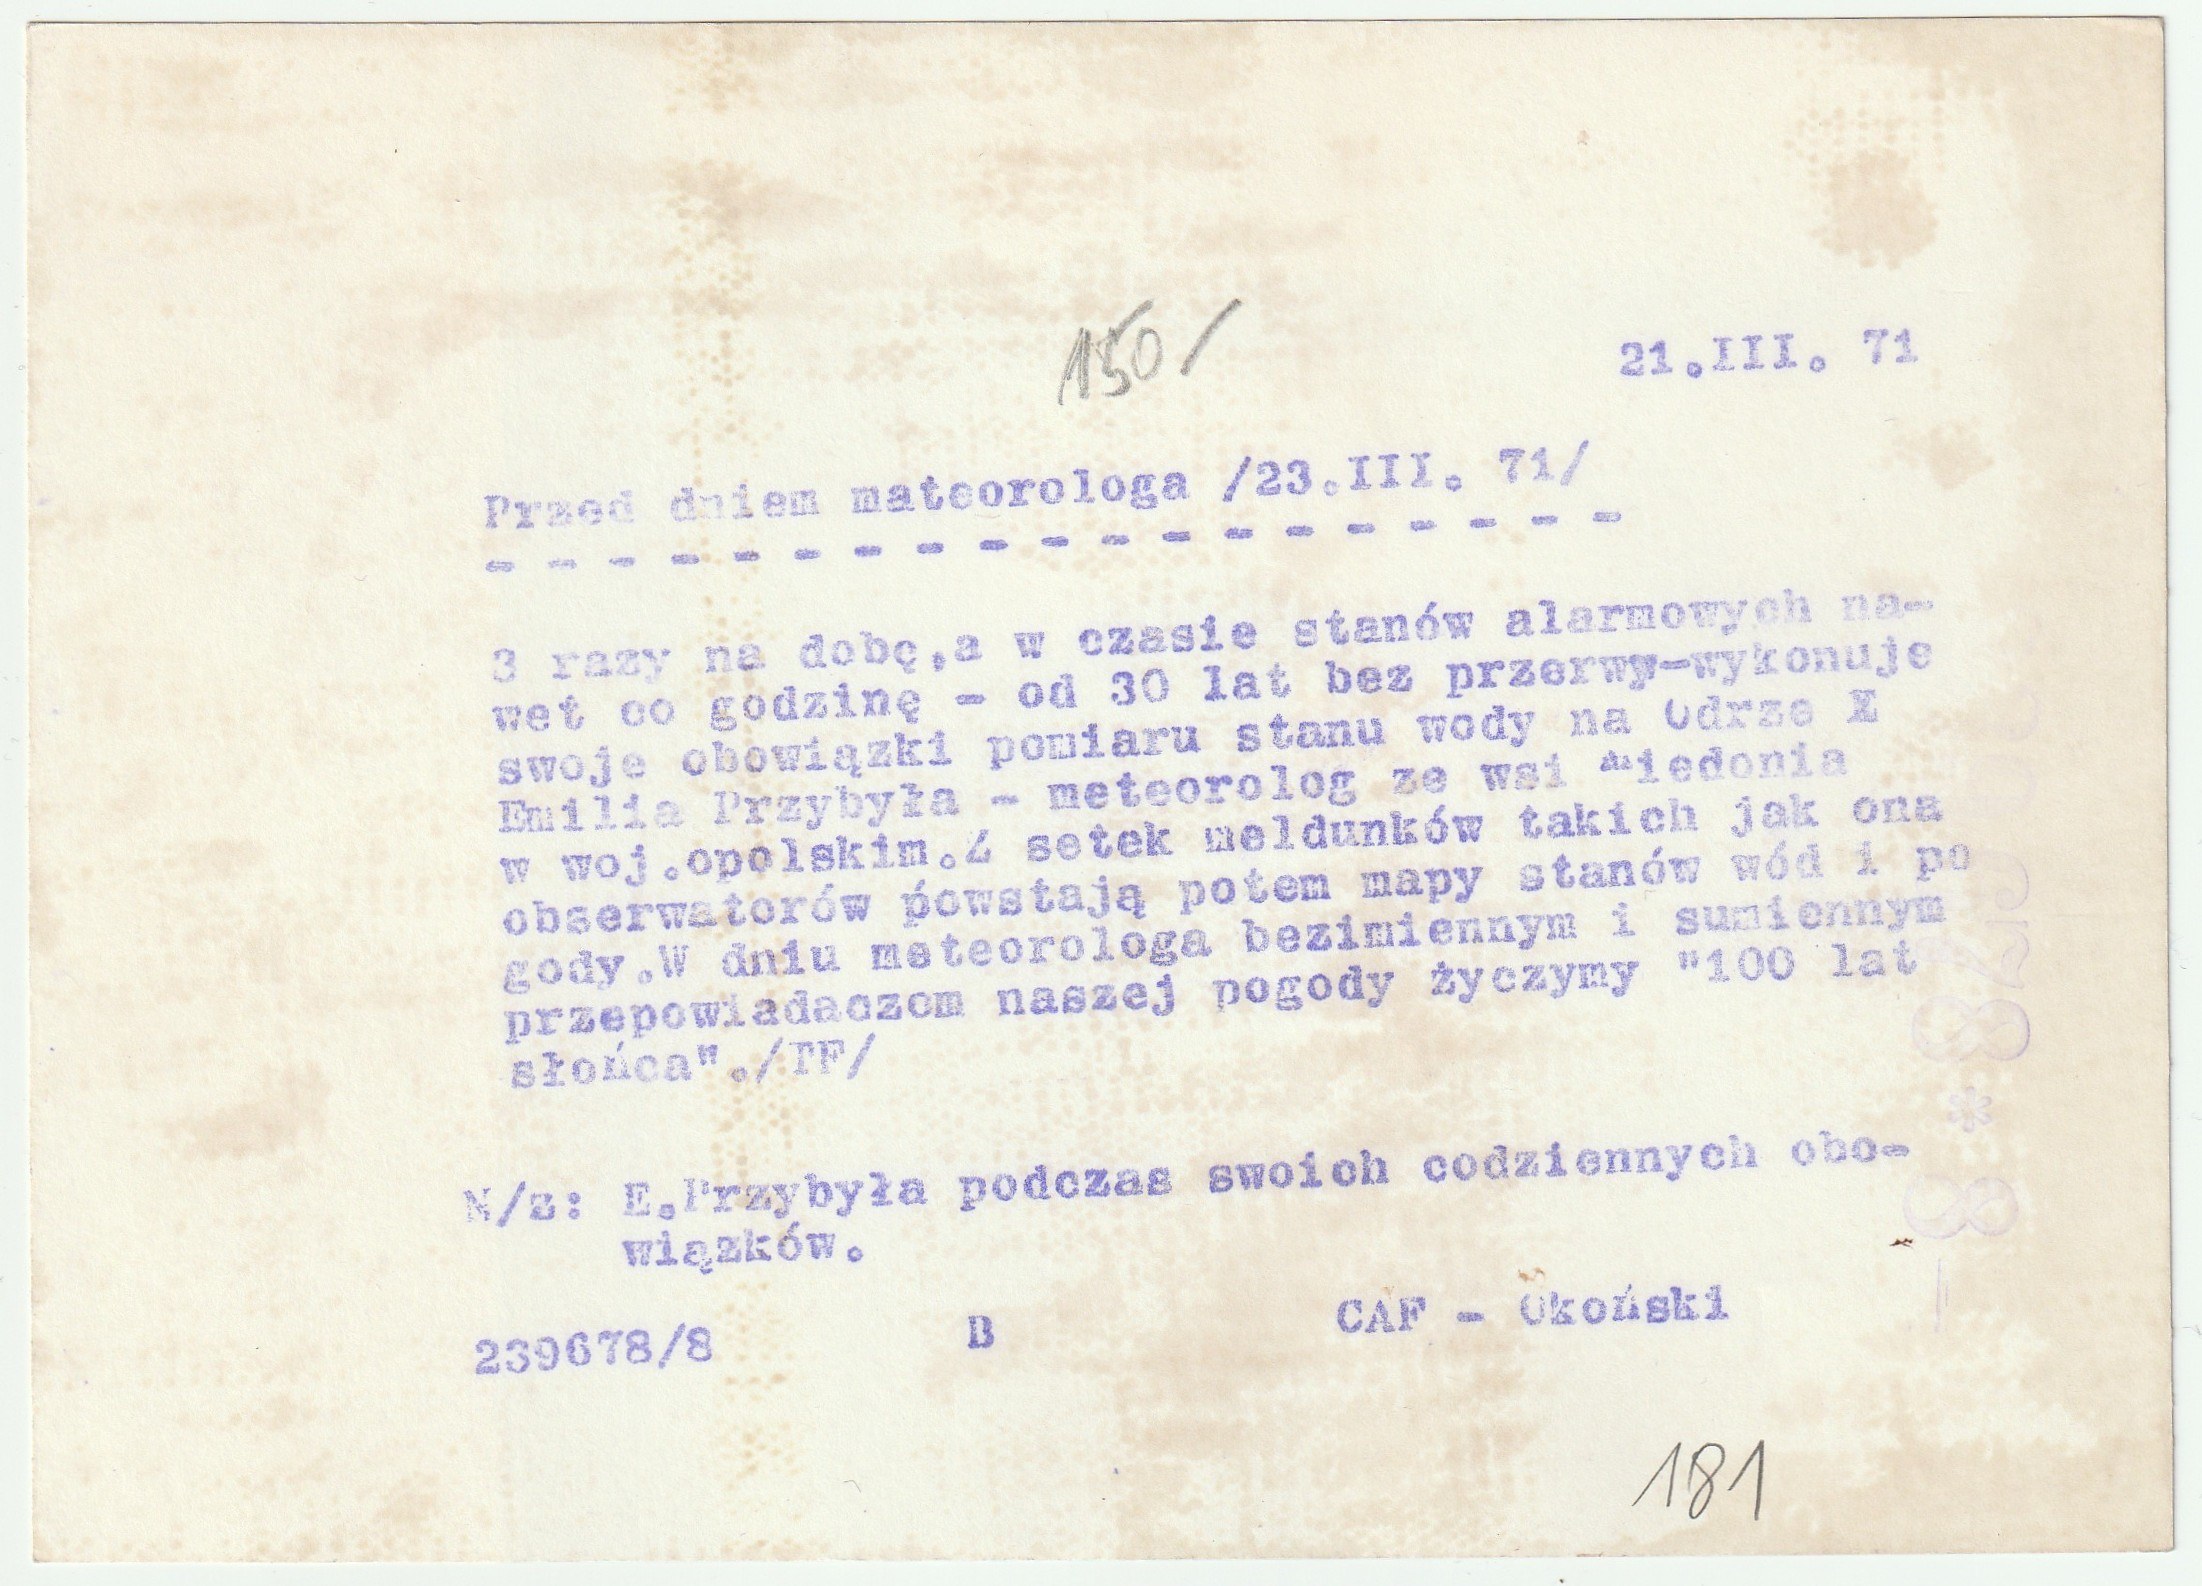 150/
21.III. 71
Przed dniem mateorologa /23.III. 71/
- - - - - - - - - - - - - - - - - - -
3 razy na dobę,a w czasie stanów alarmowych na-
wet co godzinę - od 30 lat bez przerwy-wykonuje
swoje obowiązki pomiaru stanu wody na Odrze
Emilia Przybyła - meteorolog ze wsi Miedonia
w woj.opolskim.Z setek meldunków takich jak ona
obserwatorów powstają potem mapy stanów wód i po
gody.W dniu meteorologa bezimiennym i sumiennym
przepowiadaczom naszej pogody życzymy "100 lat
słońca"./TF/
N/z: E.Przybyła podczas swoich codziennych obo-
wiązków.
239678/8 B CAF - Okoński
181